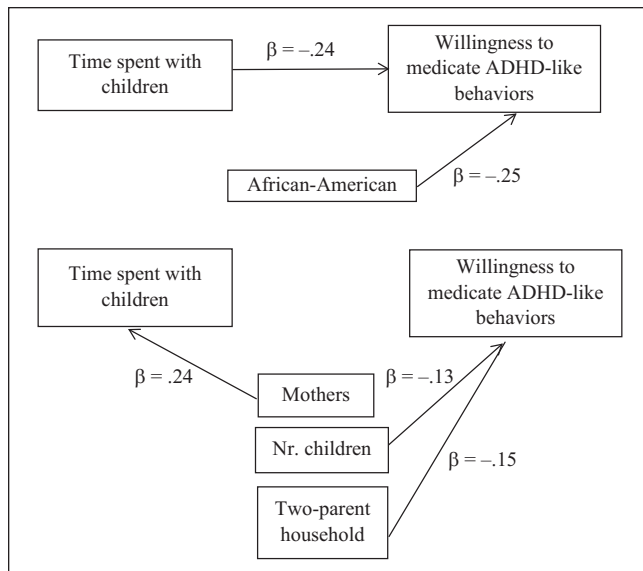 β = –.24
Time spent with
children
Willingness to
medicate ADHD-like
behaviors
African-American
β = –.25
Time spent with
children
Willingness to
medicate ADHD-like
behaviors
β = .24
Mothers
β = –.13
Nr. children
β = –.15
Two-parent
household